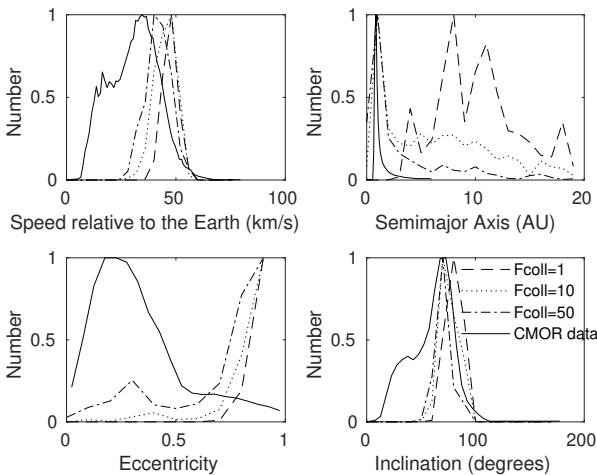 1
0.5
0
Number
0
50
100
Speed relative to the Earth (km/s)
1
0.5
0
Number
0
10
20
Semimajor Axis (AU)
1
0.5
0
Number
0
0.5
1
Eccentricity
1
0.5
0
Number
0
100
200
Inclination (degrees)
Fcoll=1
Fcoll=10
Fcoll=50
CMOR data